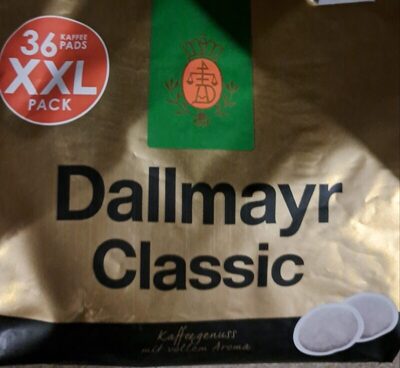 36 KAFFEE PADS
XXL
PACK
Dallmayr
Classic
Kaffeegenuss
mit vollem Aroma